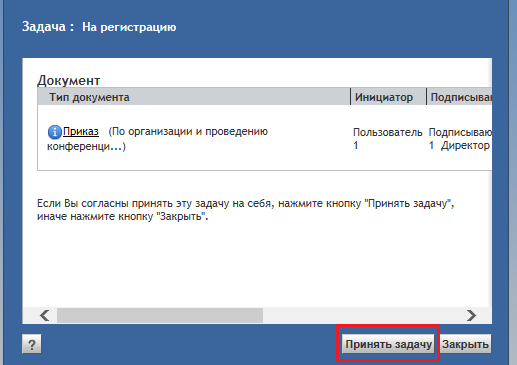 Задача : На регистрацию
Документ
Тип документа Инициатор Подписываю
Приказ (По организации и проведению
конференци...)
Пользователь
1
Подписываю
1 Директор
Если Вы согласны принять эту задачу на себя, нажмите кнопку "Принять задачу",
иначе нажмите кнопку "Закрыть".
? Принять задачу Закрыть